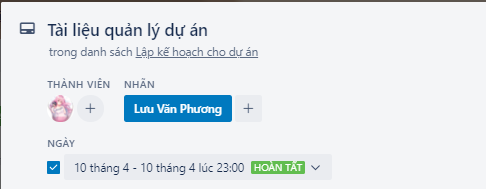 Tài liệu quản lý dự án
trong danh sách Lập kế hoạch cho dự án
THÀNH VIÊN NHÃN
Lưu Văn Phương
NGÀY
10 tháng 4 - 10 tháng 4 lúc 23:00 HOÀN TẤT